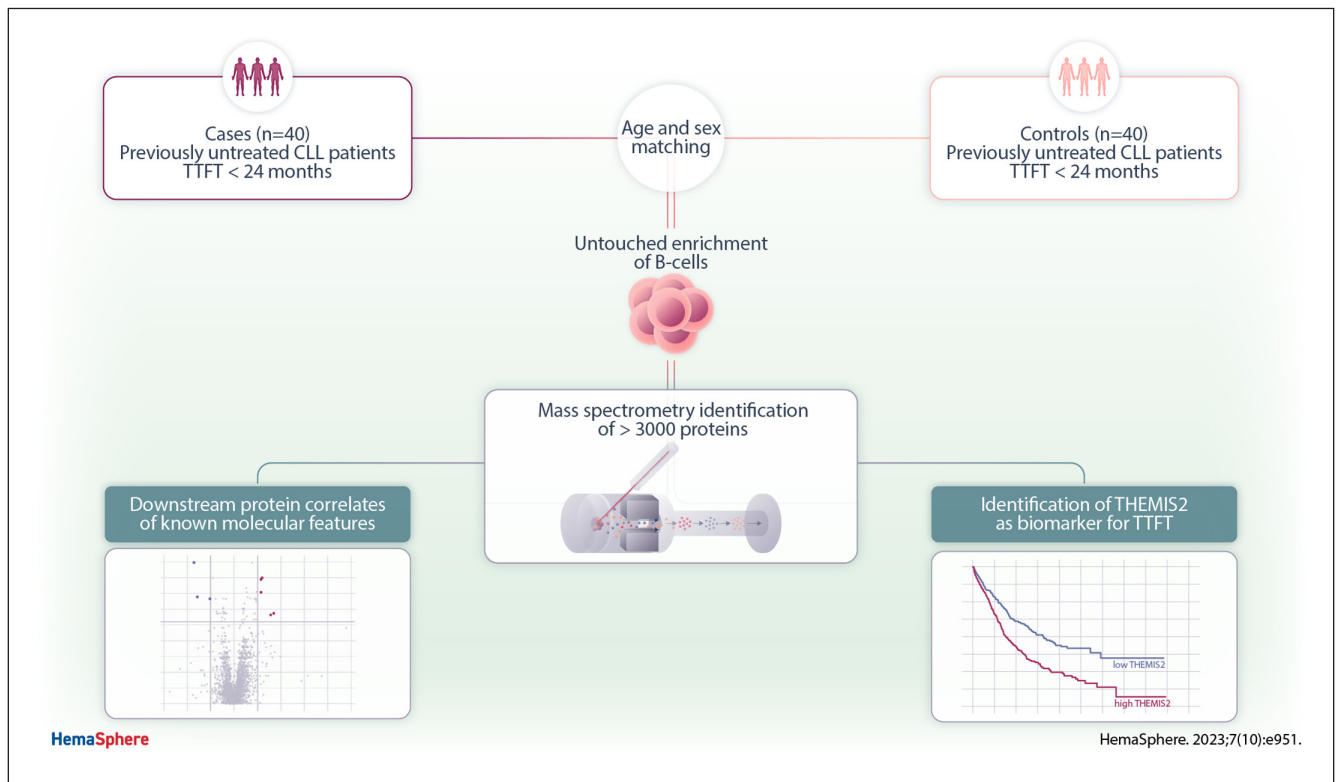 Cases (n=40)
Previously untreated CLL patients
TTFT < 24 months
Age and sex
matching
Controls (n=40)
Previously untreated CLL patients
TTFT < 24 months
Untouched enrichment
of B-cells
Mass spectrometry identification
of > 3000 proteins
Downstream protein correlates
of known molecular features
Identification of THEMIS2
as biomarker for TTFT
low THEMIS2
high THEMIS2
HemaSphere
HemaSphere. 2023;7(10):e951.